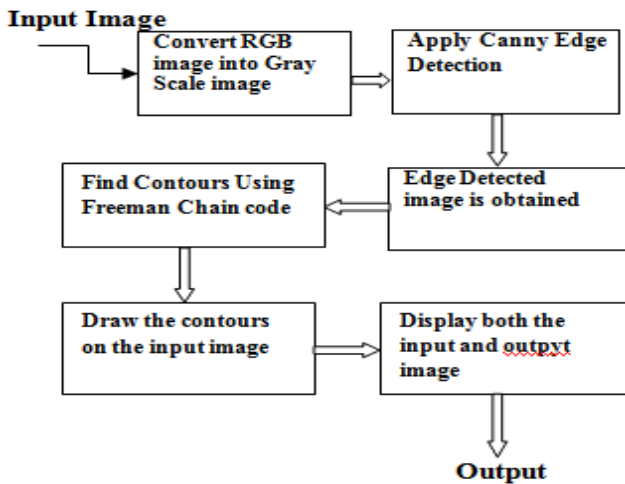 Input Image
Convert RGB
image into Gray
Scale image
Apply Canny Edge
Detection
Edge Detected
image is obtained
Find Contours Using
Freeman Chain code
Draw the contours
on the input image
Display both the
input and outpyt
image
Output